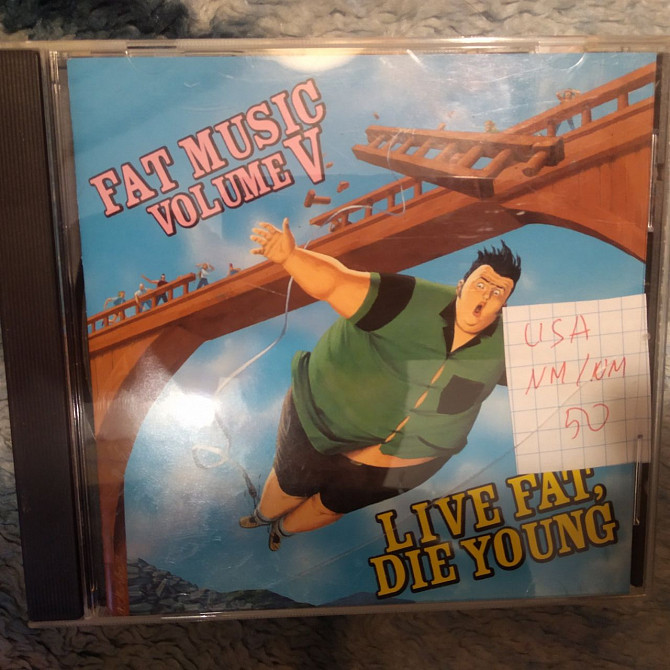 FAT MUSIC
VOLUME V
USA
NM / NM
50
LIVE FAT,
DIE YOUNG